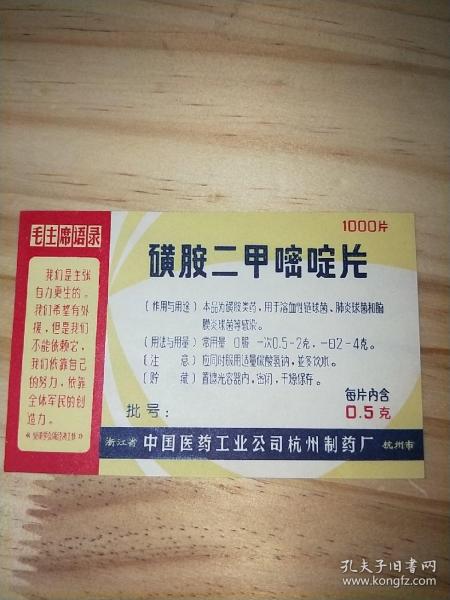 毛主席语录
我们是主张
自力更生的。
我们希望有外
援，但是我们
不能依赖它，
我们依靠自己
的努力，依靠
全体军民的创
造力。
1000片
磺胺二甲嘧啶片
〔作用与用途〕本品为磺胺类药，用于溶血性链球菌、肺炎球菌和脑
膜炎球菌等感染。
〔用法与用量〕常用量 口服 一次0.5-2克，一日2-4克。
〔注 意〕应同时服用适量碳酸氢钠，并多饮水。
〔贮 藏〕置遮光容器内，密闭，干燥保存。
批号：
每片内含
0.5克
浙江省 中国医药工业公司杭州制药厂 杭州市
孔夫子旧书网
www.kongfz.com